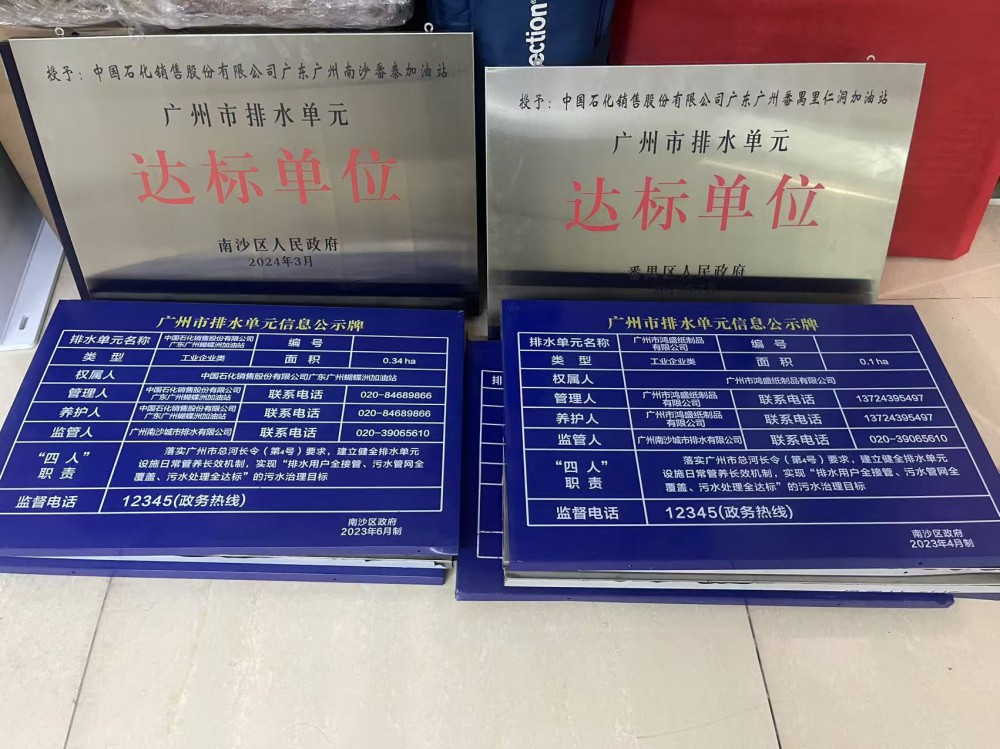 ection
授予：中国石化销售股份有限公司广东广州南沙番泰加油站
广州市排水单元
达标单位
南沙区人民政府
2024年3月
授予：中国石化销售股份有限公司广东广州番禺里仁洞加油站
广州市排水单元
达标单位
番禺区人民政府
广州市排水单元信息公示牌
排水单元名称 中国石化销售股份有限公司 编号
广东广州蝴蝶洲加油站
类型 工业企业类 面积 0.34ha
权属人 中国石化销售股份有限公司广东广州蝴蝶洲加油站
管理人 中国石化销售股份有限公司 联系电话 020-84689866
广东广州蝴蝶洲加油站
养护人 中国石化销售股份有限公司 联系电话 020-84689866
广东广州蝴蝶洲加油站
监管人 广州南沙城市排水有限公司 联系电话 020-39065610
“四人”
职责
落实广州市总河长令（第4号）要求，建立健全排水单元
设施日常管养长效机制，实现“排水用户全接管、污水管网全
覆盖、污水处理全达标”的污水治理目标
监督电话 12345(政务热线)
南沙区政府
2023年6月制
广州市排水单元信息公示牌
排水单元名称 广州市鸿盛纸制品 编号
有限公司
类型 工业企业类 面积 0.1ha
权属人 广州市鸿盛纸制品有限公司
管理人 广州市鸿盛纸制品 联系电话 13724395497
有限公司
养护人 广州市鸿盛纸制品 联系电话 13724395497
有限公司
监管人 广州南沙城市排水有限公司 联系电话 020-39065610
“四人”
职责
落实广州市总河长令（第4号）要求，建立健全排水单元
设施日常管养长效机制，实现“排水用户全接管、污水管网全
覆盖、污水处理全达标”的污水治理目标
监督电话 12345(政务热线)
南沙区政府
2023年4月制
排